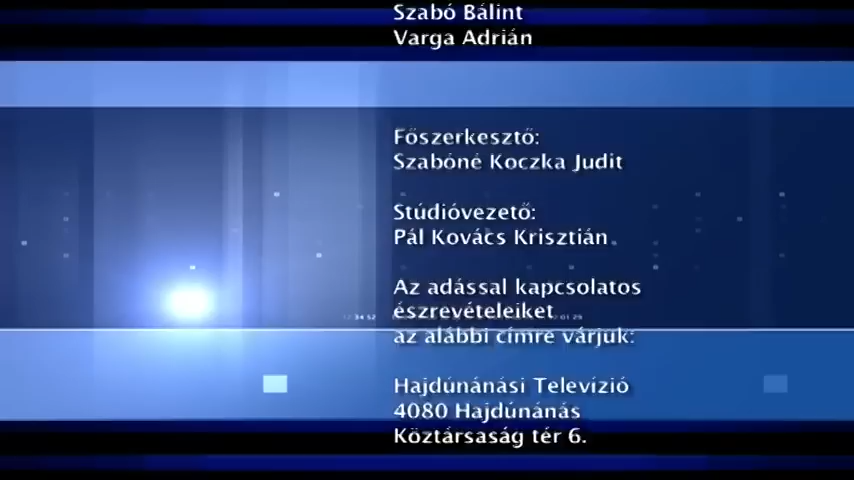 Szabó Bálint
Varga Adrián
Főszerkesztő:
Szabóné Koczka Judit
Stúdióvezető:
Pál Kovács Krisztián
Az adással kapcsolatos
észrevételeiket
az alábbi címre várjuk:
Hajdúnánási Televízió
4080 Hajdúnánás
Köztársaság tér 6.